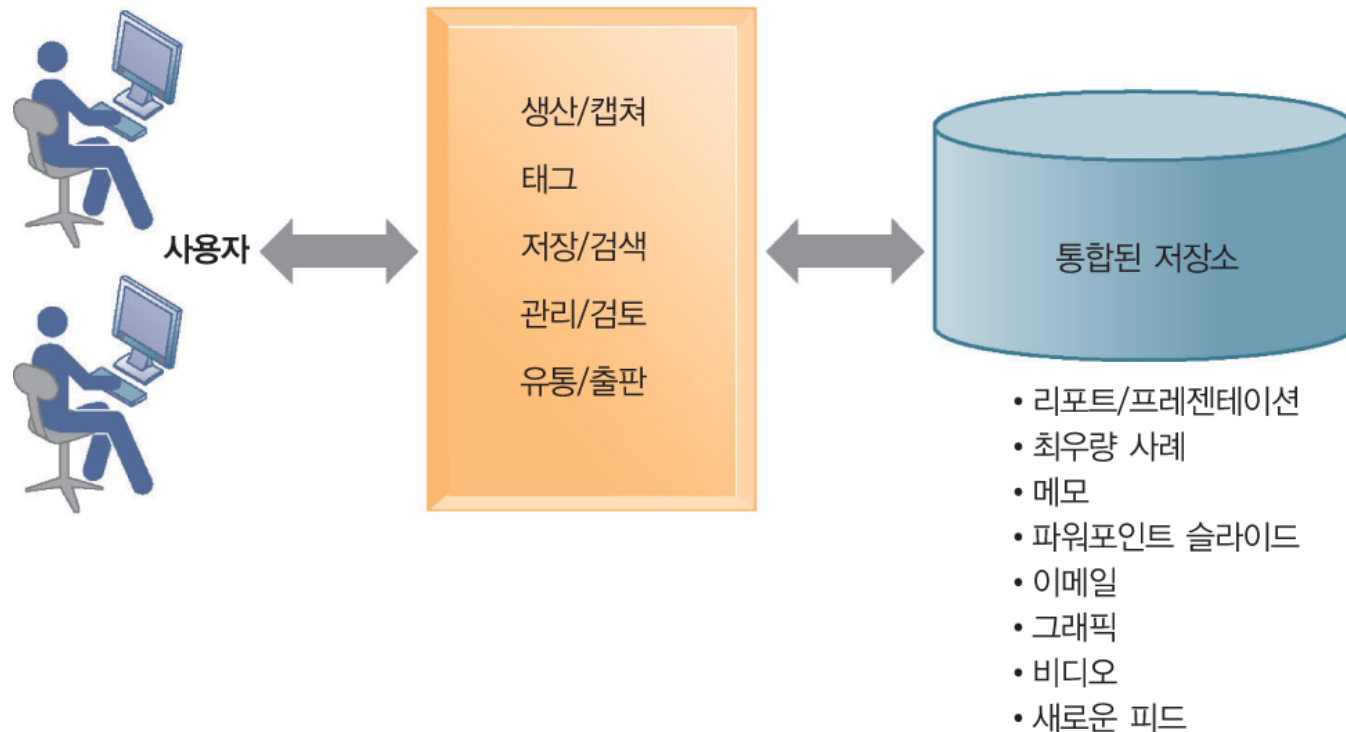 사용자
생산/캡쳐
태그
저장/검색
관리/검토
유통/출판
통합된 저장소
• 리포트/프레젠테이션
• 최우량 사례
• 메모
• 파워포인트 슬라이드
• 이메일
• 그래픽
• 비디오
• 새로운 피드